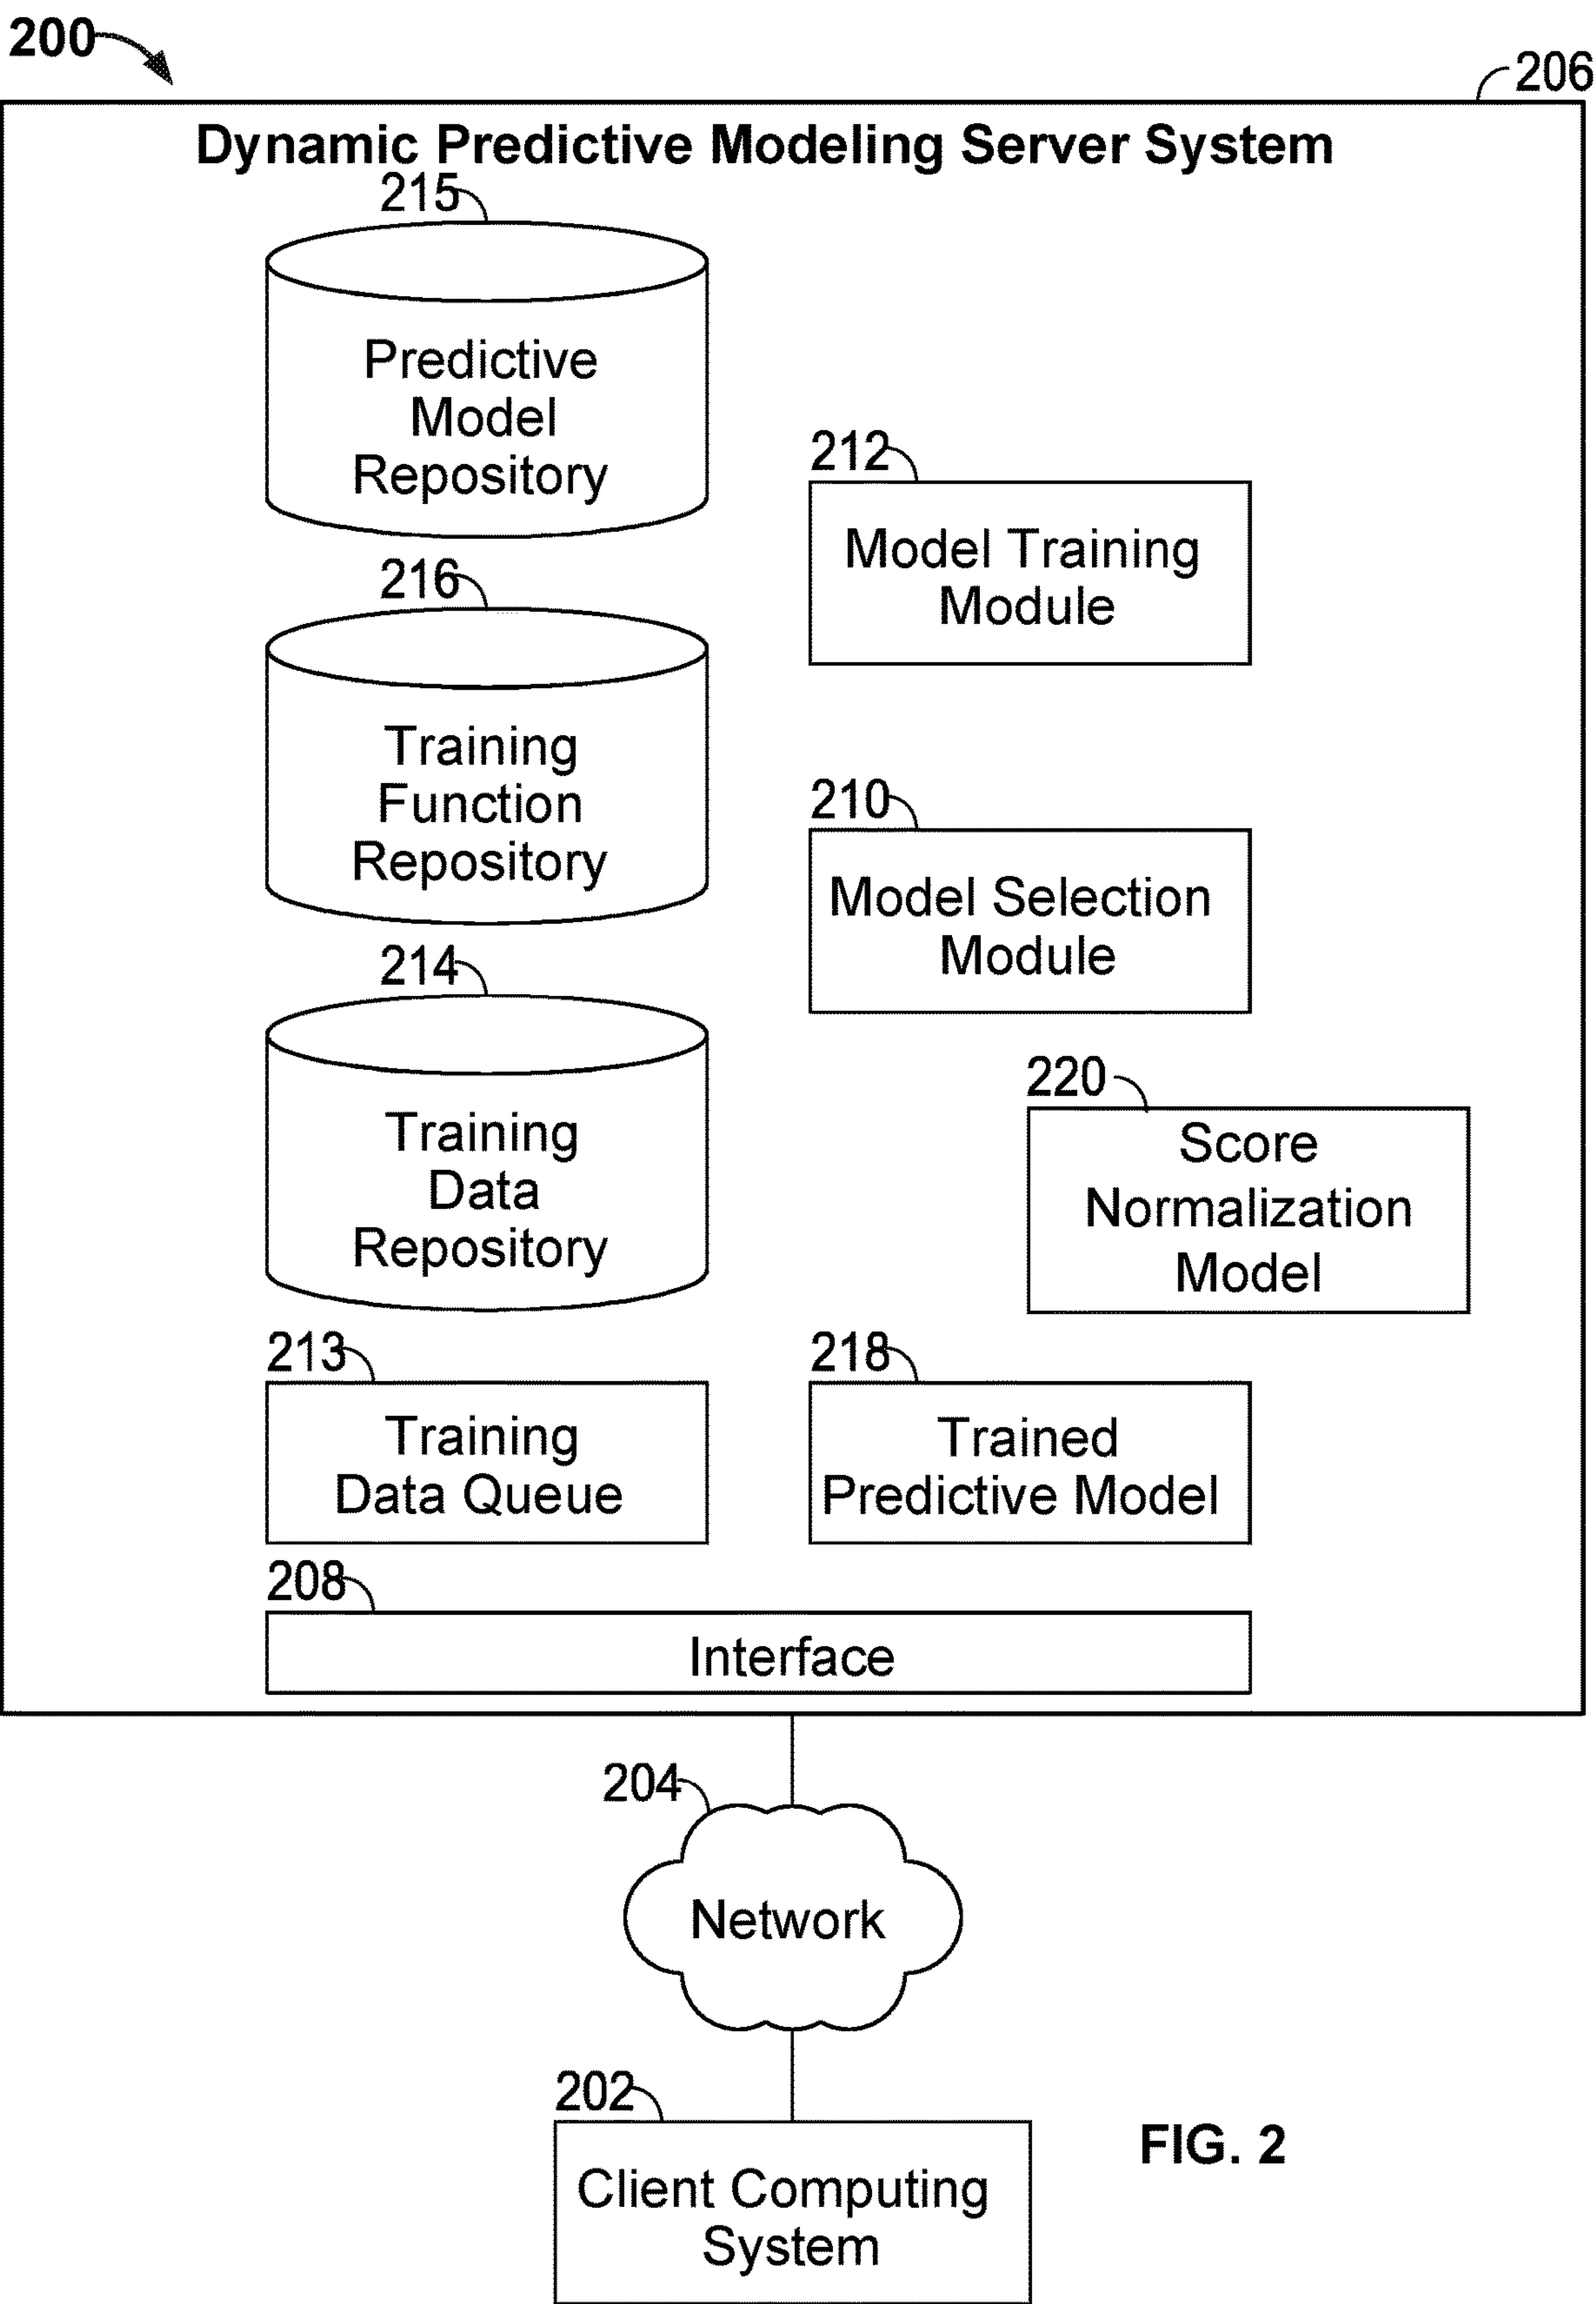 200
206
Dynamic Predictive Modeling Server System
215
Predictive
Model
Repository
212
Model Training
Module
216
Training
Function
Repository
210
Model Selection
Module
214
Training
Data
Repository
220
Score
Normalization
Model
213
Training
Data Queue
218
Trained
Predictive Model
208
Interface
204
Network
202
Client Computing
System
FIG. 2